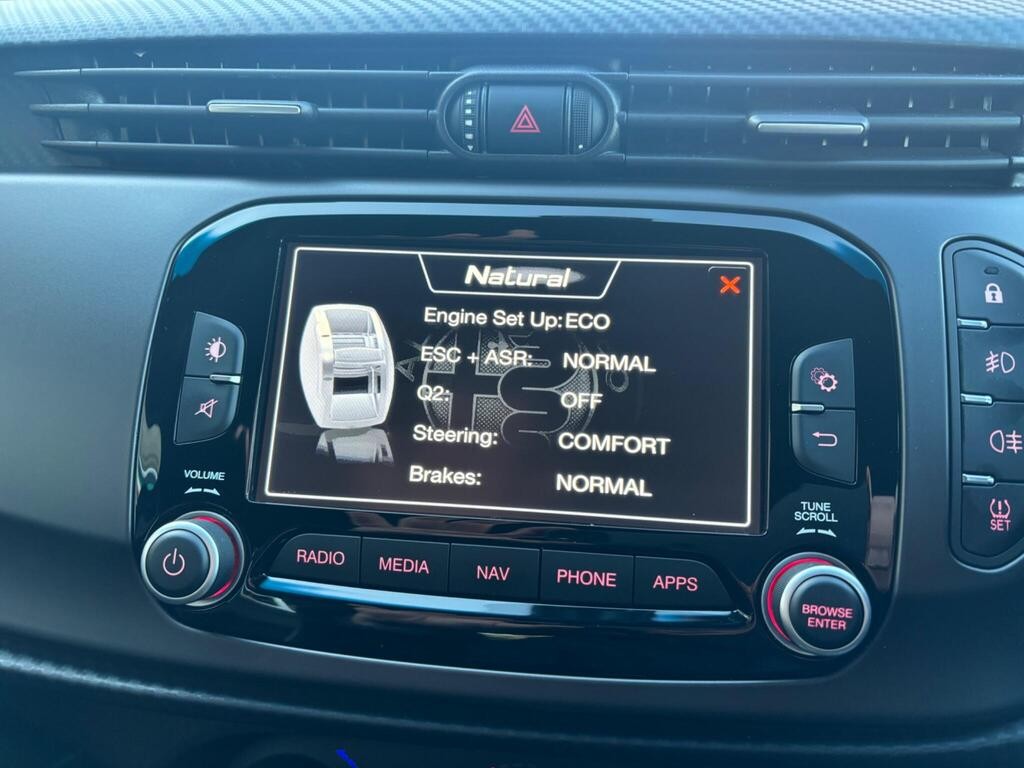 Natural
Engine Set Up: ECO
ESC + ASR: NORMAL
Q2: OFF
Steering: COMFORT
Brakes: NORMAL
VOLUME
TUNE
SCROLL
RADIO
MEDIA
NAV
PHONE
APPS
BROWSE
ENTER
SET